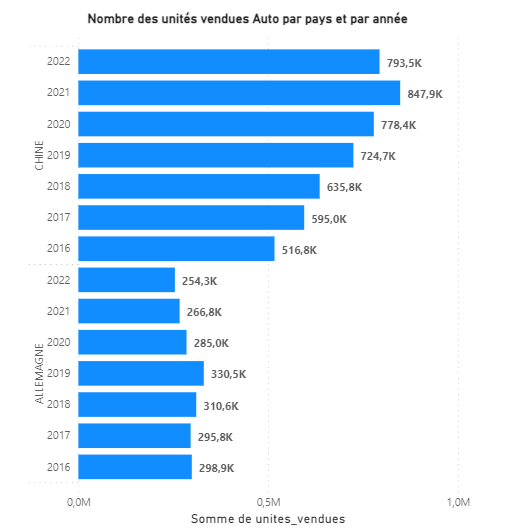 Nombre des unités vendues Auto par pays et par année
CHINE
2022 793,5K
2021 847,9K
2020 778,4K
2019 724,7K
2018 635,8K
2017 595,0K
2016 516,8K
ALLEMAGNE
2022 254,3K
2021 266,8K
2020 285,0K
2019 330,5K
2018 310,6K
2017 295,8K
2016 298,9K
0,0M 0,5M 1,0M
Somme de unites_vendues